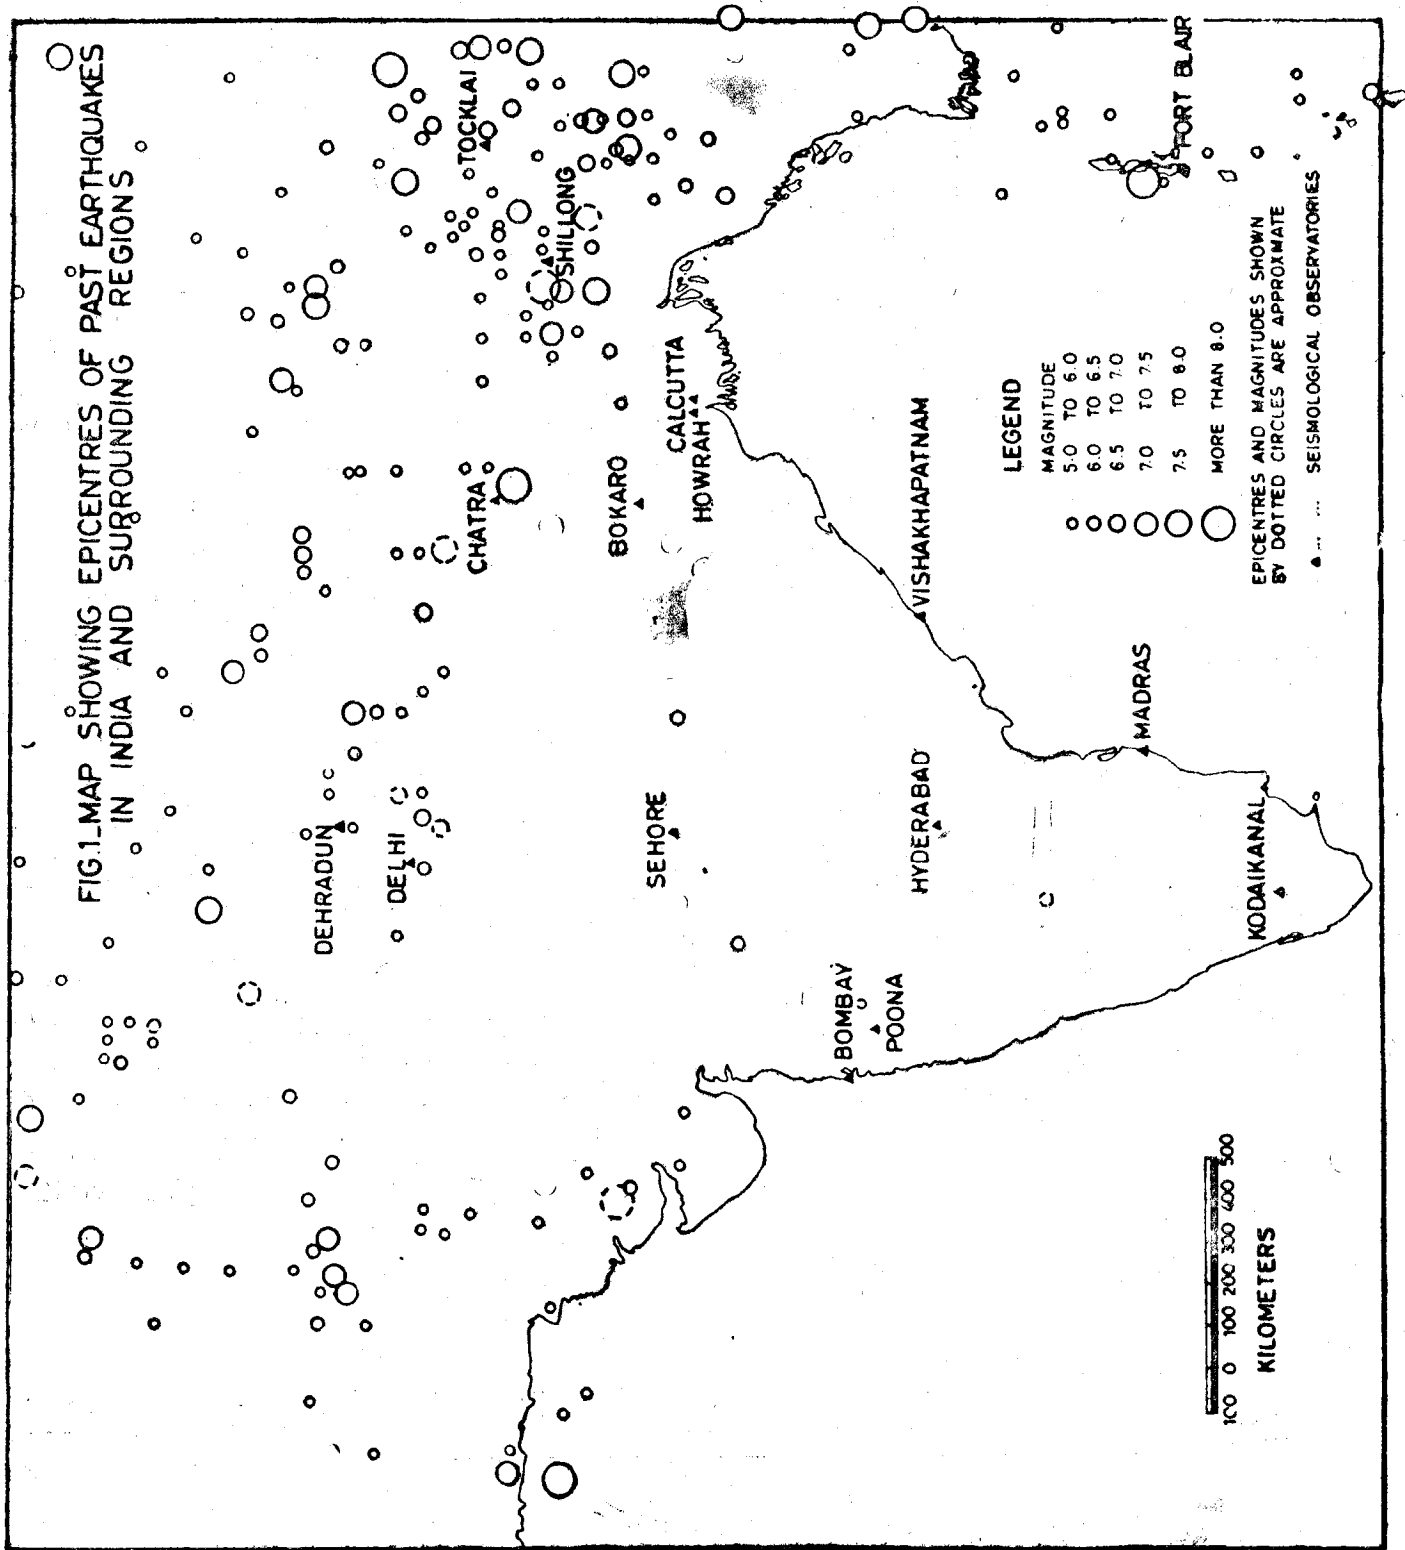 FIG.1_MAP SHOWING EPICENTRES OF PAST EARTHQUAKES
IN INDIA AND SURROUNDING REGIONS
TOCKLAI
SHILLONG
CHATRA
DEHRADUN
DELHI
BOKARO
CALCUTTA
HOWRAH
SEHORE
VISHAKHAPATNAM
HYDERABAD
BOMBAY
POONA
MADRAS
KODAIKANAL
PORT BLAIR
LEGEND
MAGNITUDE
5.0 TO 6.0
6.0 TO 6.5
6.5 TO 7.0
7.0 TO 7.5
7.5 TO 8.0
MORE THAN 8.0
EPICENTRES AND MAGNITUDES SHOWN
BY DOTTED CIRCLES ARE APPROXMATE
... ... SEISMOLOGICAL OBSERVATORIES
100 0 100 200 300 400 500
KILOMETERS